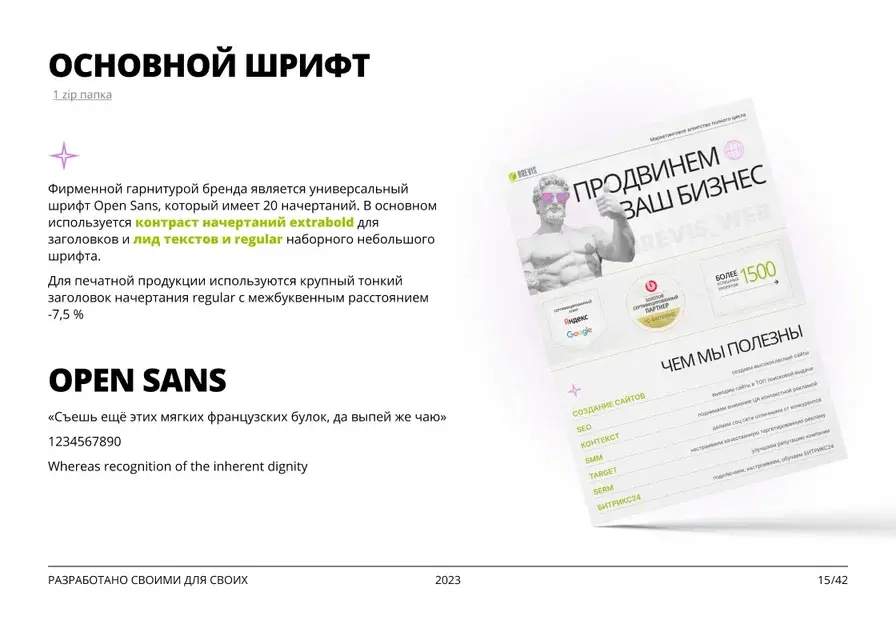 ОСНОВНОЙ ШРИФТ
1 zip папка
Фирменной гарнитурой бренда является универсальный
шрифт Open Sans, который имеет 20 начертаний. В основном
используется контраст начертаний extrabold для
заголовков и лид текстов и regular наборного небольшого
шрифта.
Для печатной продукции используются крупный тонкий
заголовок начертания regular с межбуквенным расстоянием
-7,5 %
OPEN SANS
«Съешь ещё этих мягких французских булок, да выпей же чаю»
1234567890
Whereas recognition of the inherent dignity
Маркетинговое агентство полного цикла
BREVIS
ПРОДВИНЕМ
ВАШ БИЗНЕС
BREVIS_WEB
СЕРТИФИЦИРОВАННЫЙ
Яндекс
Google
ЗОЛОТОЙ
СЕРТИФИЦИРОВАННЫЙ
ПАРТНЕР
1С-БИТРИКС
БОЛЕЕ
УСПЕШНЫХ
ПРОЕКТОВ
1500
ЧЕМ МЫ ПОЛЕЗНЫ
СОЗДАНИЕ САЙТОВ
создаем высококлассные сайты
SEO
выводим сайты в ТОП поисковой выдачи
КОНТЕКСТ
поднимаем внимание ЦА контекстной рекламой
SMM
делаем соц сети отличными от конкурентов
TARGET
настраиваем качественную таргетированную рекламу
SERM
улучшаем репутацию компании
БИТРИКС24
подключаем, настраиваем, обучаем БИТРИКС24
РАЗРАБОТАНО СВОИМИ ДЛЯ СВОИХ
2023
15/42